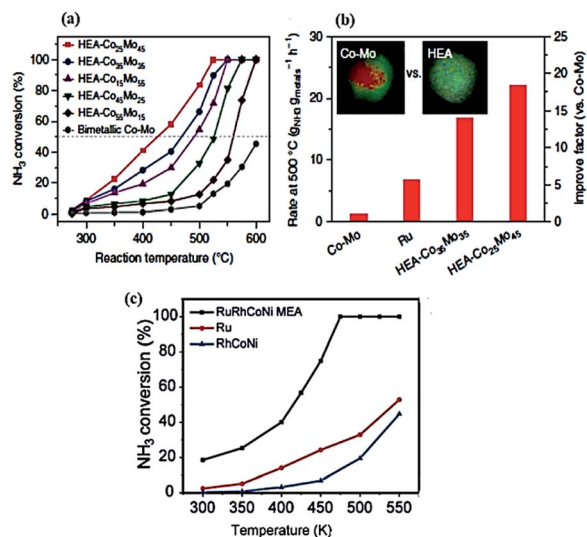 (a)
HEA-Co₂₅Mo₄₅
HEA-Co₃₅Mo₃₅
HEA-Co₁₅Mo₅₅
HEA-Co₄₅Mo₂₅
HEA-Co₅₅Mo₁₅
Bimetallic Co-Mo
NH₃ conversion (%)
100
80
60
40
20
0
300 400 500 600
Reaction temperature (°C)
(b)
Co-Mo
vs.
HEA
Rate at 500 °C (gNH₃ gmetals⁻¹ h⁻¹)
30
20
10
0
Improve factor (vs. Co-Mo)
25
20
15
10
5
0
Co-Mo
Ru
HEA-Co₃₅Mo₃₅
HEA-Co₂₅Mo₄₅
(c)
RuRhCoNi MEA
Ru
RhCoNi
NH₃ conversion (%)
100
80
60
40
20
0
300 350 400 450 500 550
Temperature (K)